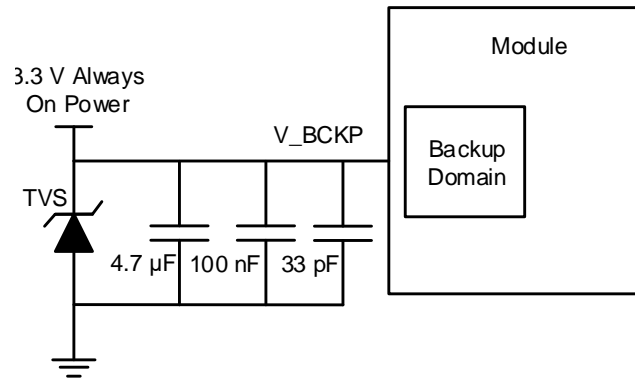 3.3 V Always
On Power
Module
V_BCKP
Backup
Domain
TVS
4.7 µF
100 nF
33 pF